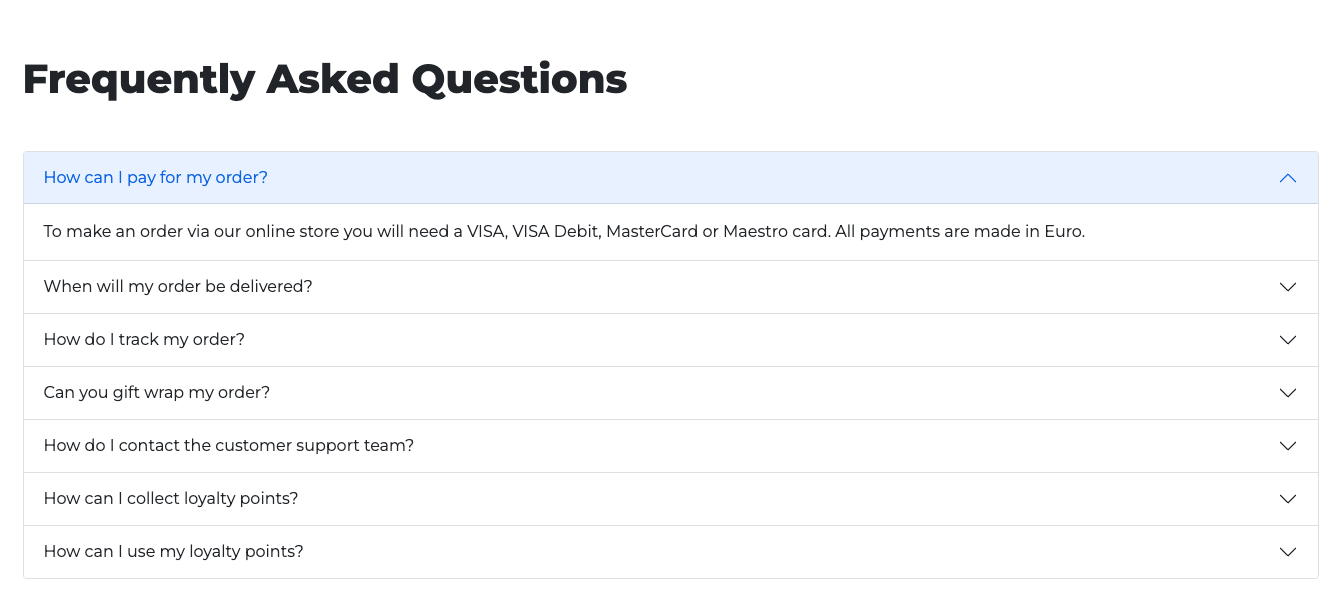 Frequently Asked Questions
How can I pay for my order?
To make an order via our online store you will need a VISA, VISA Debit, MasterCard or Maestro card. All payments are made in Euro.
When will my order be delivered?
How do I track my order?
Can you gift wrap my order?
How do I contact the customer support team?
How can I collect loyalty points?
How can I use my loyalty points?